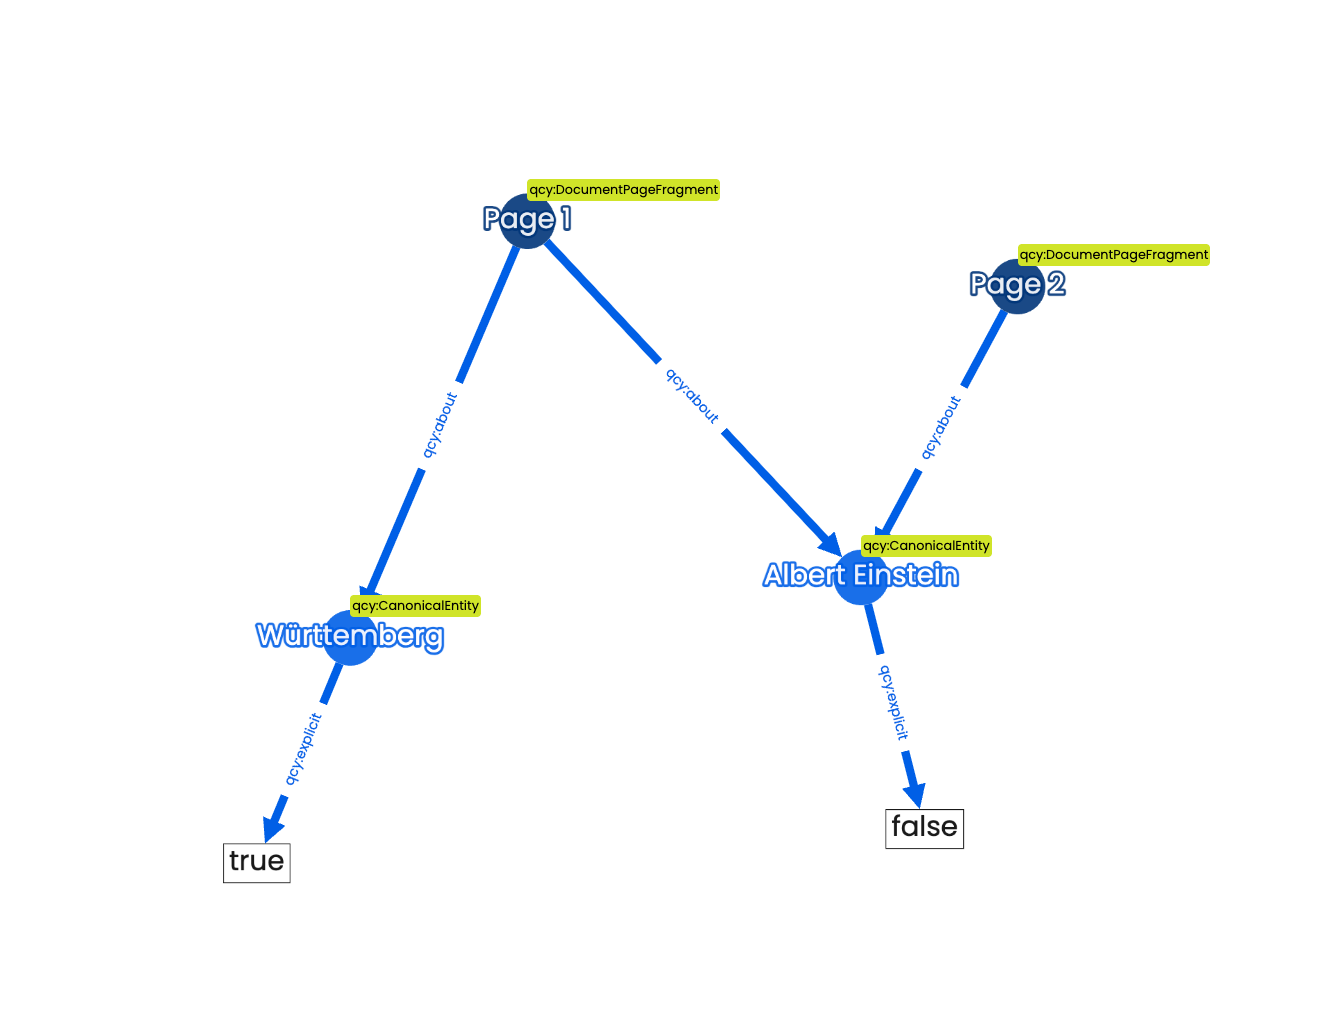 qcy:DocumentPageFragment
Page 1
qcy:DocumentPageFragment
Page 2
qcy:about
qcy:about
qcy:about
qcy:CanonicalEntity
Albert Einstein
qcy:CanonicalEntity
Württemberg
qcy:explicit
qcy:explicit
false
true